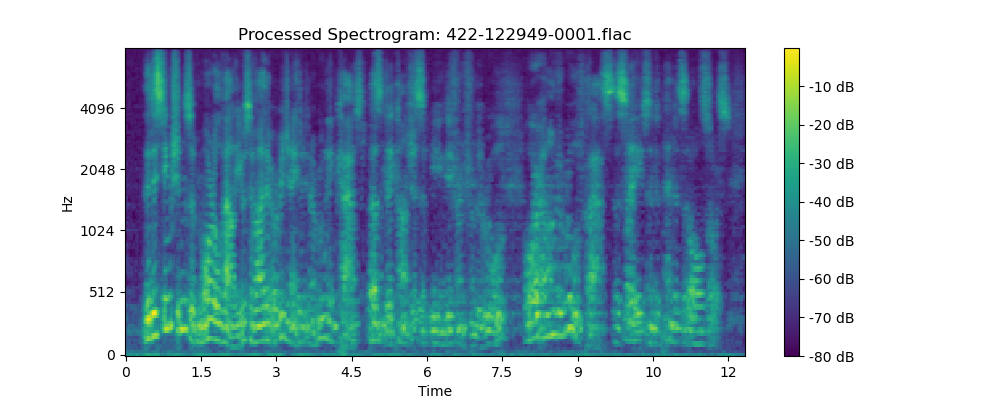 Processed Spectrogram: 422-122949-0001.flac
Hz
4096
2048
1024
512
0
0 1.5 3 4.5 6 7.5 9 10 12
Time
-10 dB
-20 dB
-30 dB
-40 dB
-50 dB
-60 dB
-70 dB
-80 dB